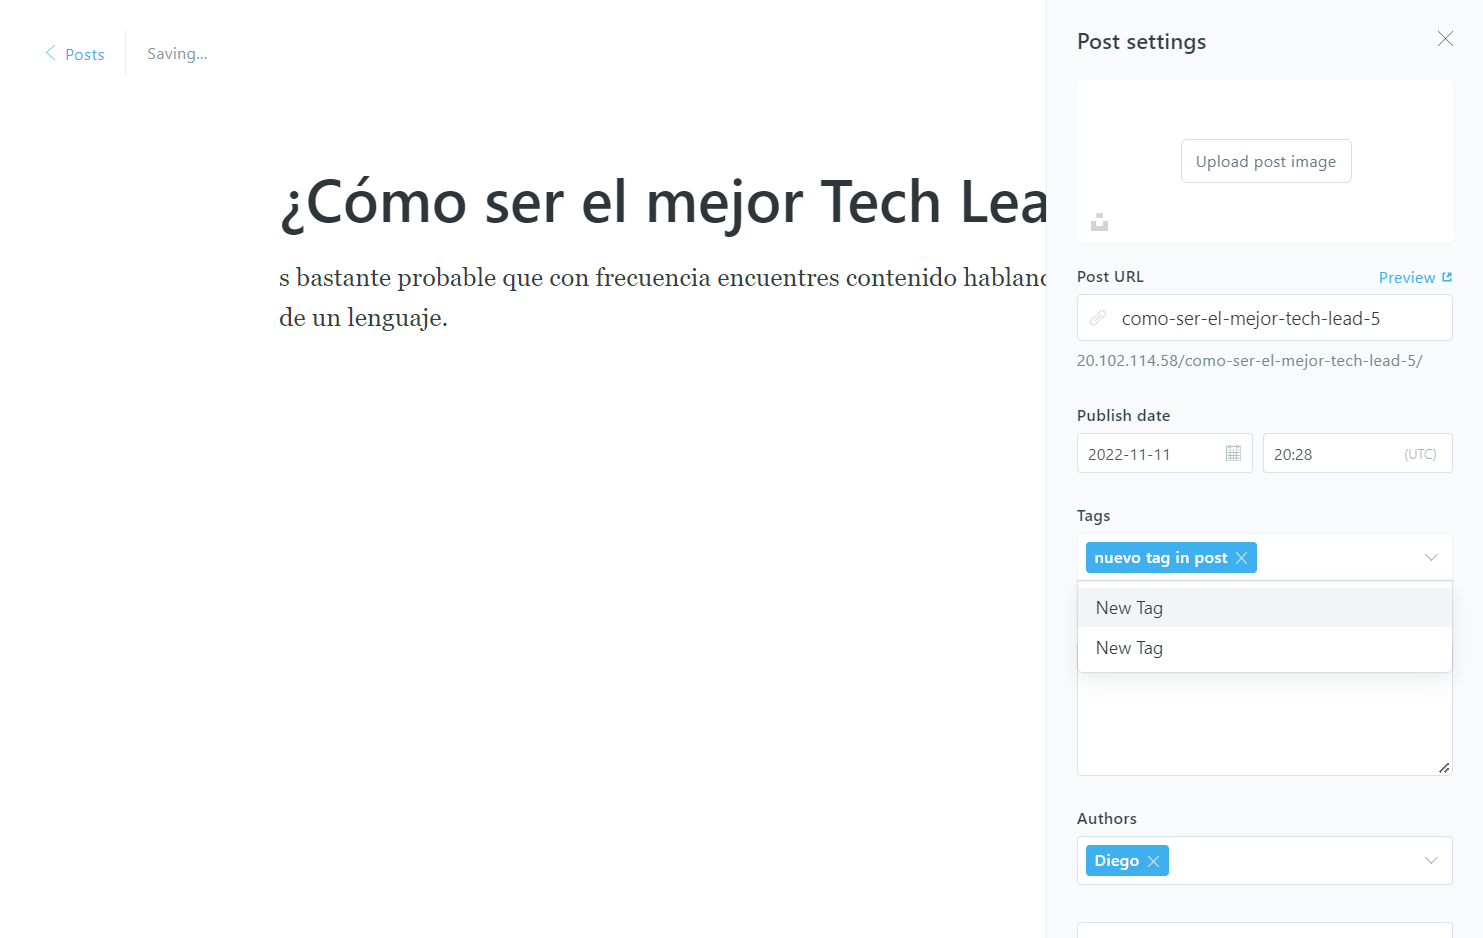 Posts
Saving...
¿Cómo ser el mejor Tech Lea
s bastante probable que con frecuencia encuentres contenido hablanc
de un lenguaje.
Post settings
Upload post image
Post URL
Preview
como-ser-el-mejor-tech-lead-5
20.102.114.58/como-ser-el-mejor-tech-lead-5/
Publish date
2022-11-11
20:28
(UTC)
Tags
nuevo tag in post
New Tag
New Tag
Authors
Diego